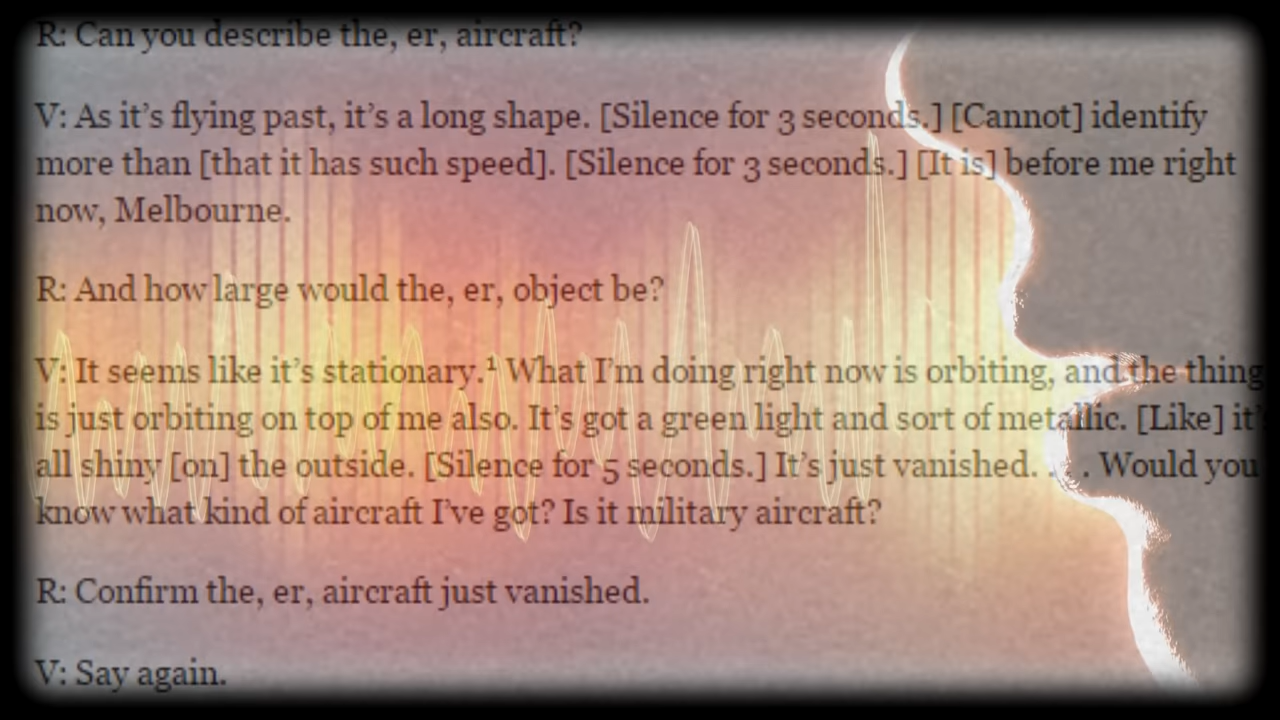 R: Can you describe the, er, aircraft?
V: As it’s flying past, it’s a long shape. [Silence for 3 seconds.] [Cannot] identify
more than [that it has such speed]. [Silence for 3 seconds.] [It is] before me right
now, Melbourne.
R: And how large would the, er, object be?
V: It seems like it’s stationary.¹ What I’m doing right now is orbiting, and the thing
is just orbiting on top of me also. It’s got a green light and sort of metallic. [Like] it’s
all shiny [on] the outside. [Silence for 5 seconds.] It’s just vanished. . . . Would you
know what kind of aircraft I’ve got? Is it military aircraft?
R: Confirm the, er, aircraft just vanished.
V: Say again.